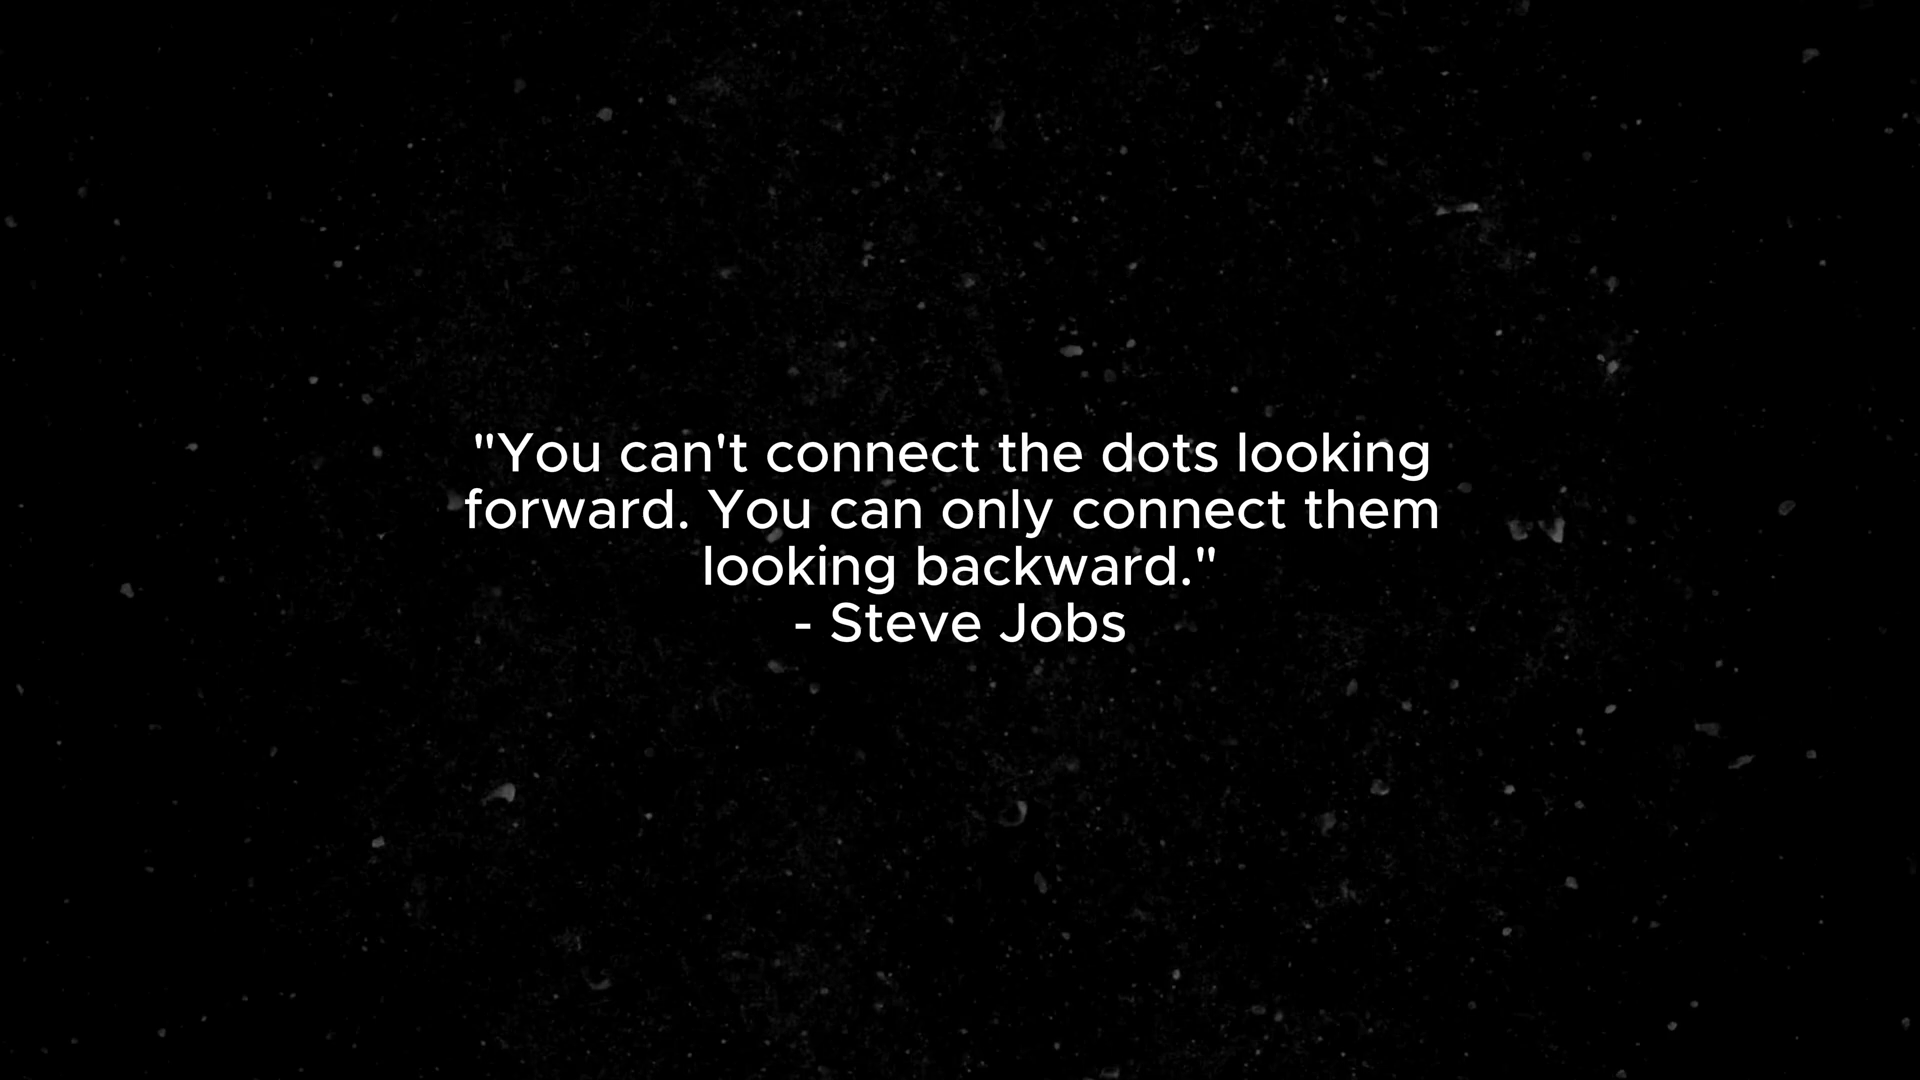 "You can't connect the dots looking
forward. You can only connect them
looking backward."
- Steve Jobs